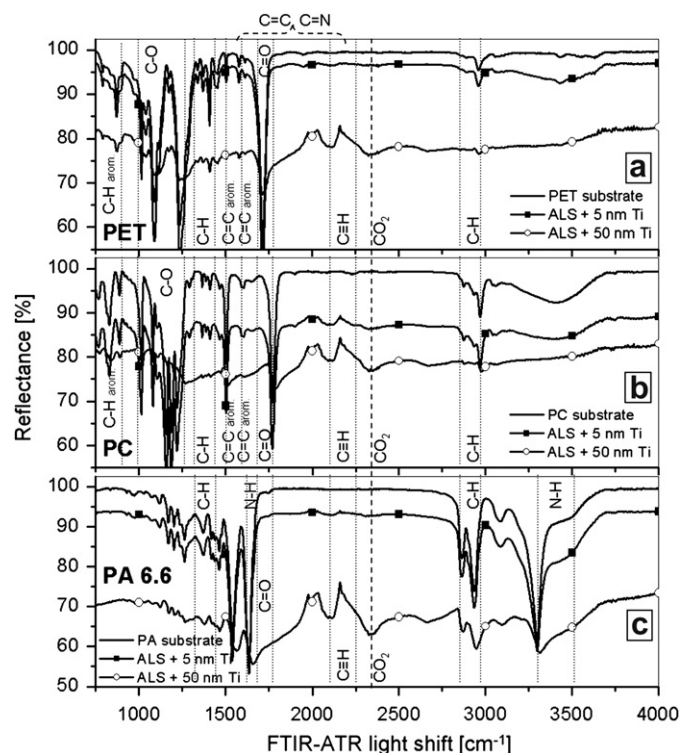 C=C, C=N
100
90
80
70
60
C-H arom.
C-O
C-H
C=C arom.
C=C arom.
C=O
C≡H
CO2
C-H
a
PET
PET substrate
ALS + 5 nm Ti
ALS + 50 nm Ti
Reflectance [%]
100
90
80
70
60
C-H arom.
C-O
C-H
C=C arom.
C=C arom.
C=O
C≡H
CO2
C-H
b
PC
PC substrate
ALS + 5 nm Ti
ALS + 50 nm Ti
100
90
80
70
60
50
C-H
N-H
C=O
C≡H
CO2
C-H
N-H
PA 6.6
c
PA substrate
ALS + 5 nm Ti
ALS + 50 nm Ti
1000 1500 2000 2500 3000 3500 4000
FTIR-ATR light shift [cm-1]